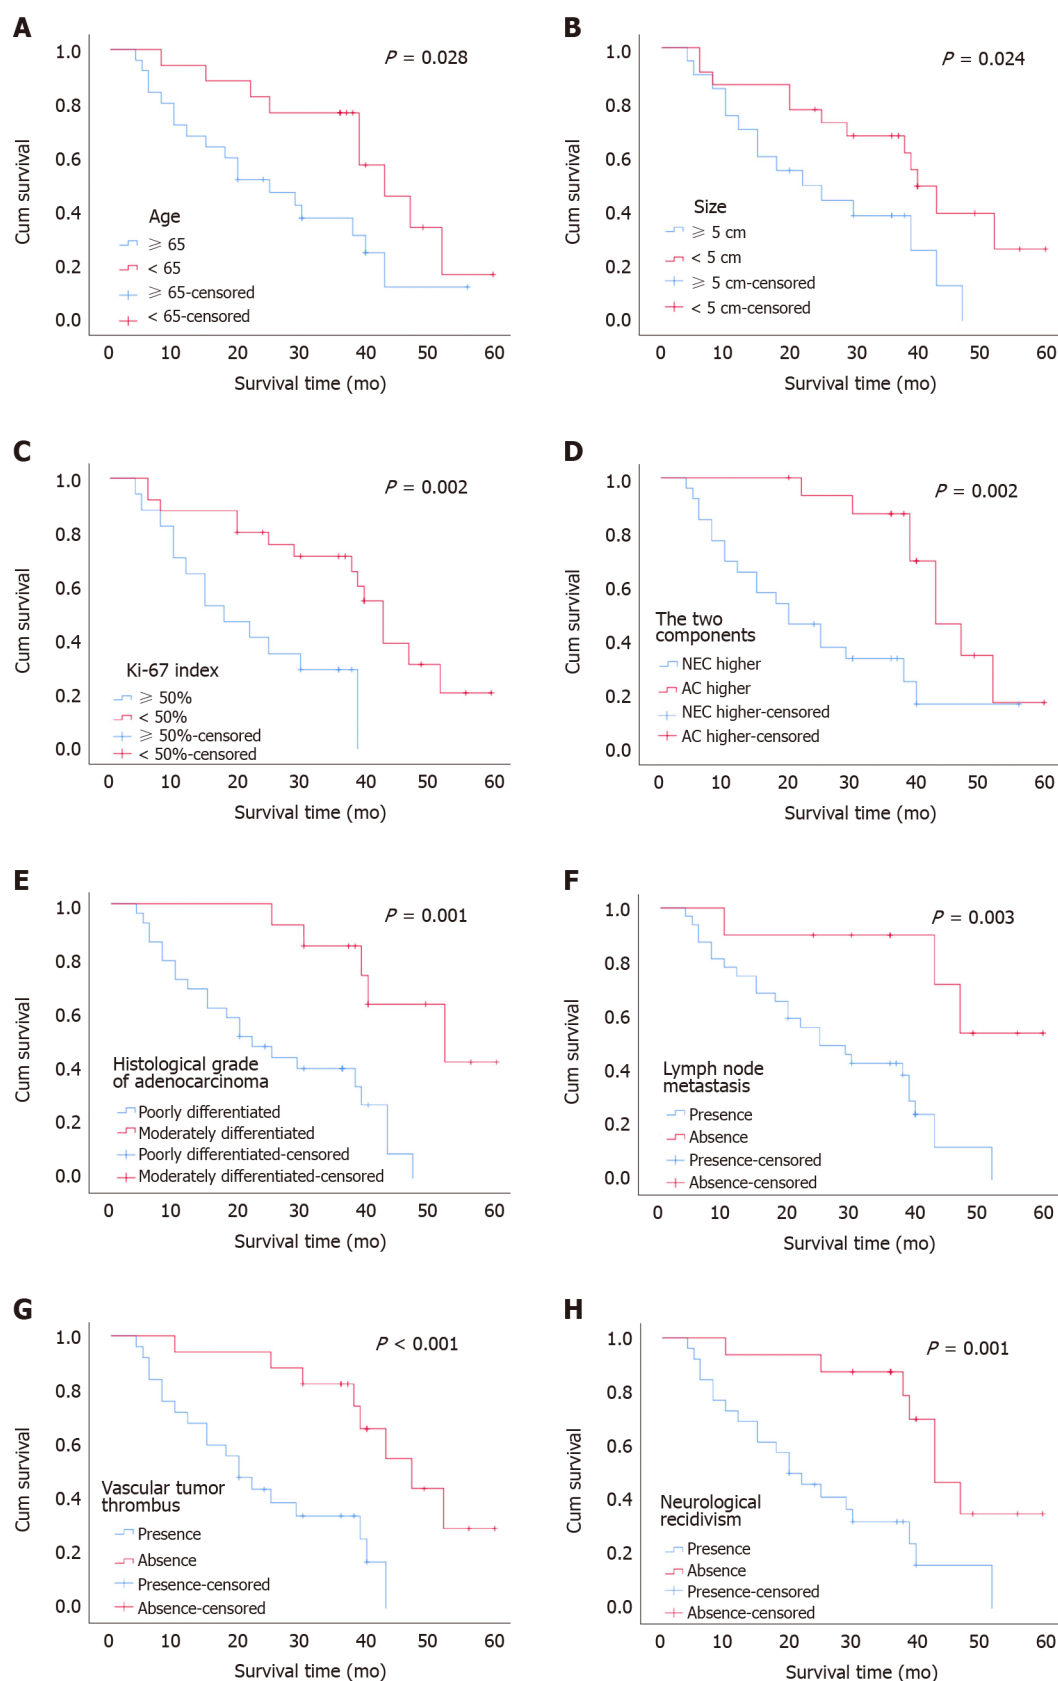 A
P = 0.028
1.0
0.8
0.6
0.4
0.2
0.0
Cum survival
Age
⩾ 65
< 65
⩾ 65-censored
< 65-censored
0 10 20 30 40 50 60
Survival time (mo)
B
P = 0.024
1.0
0.8
0.6
0.4
0.2
0.0
Cum survival
Size
⩾ 5 cm
< 5 cm
⩾ 5 cm-censored
< 5 cm-censored
0 10 20 30 40 50 60
Survival time (mo)
C
P = 0.002
1.0
0.8
0.6
0.4
0.2
0.0
Cum survival
Ki-67 index
⩾ 50%
< 50%
⩾ 50%-censored
< 50%-censored
0 10 20 30 40 50 60
Survival time (mo)
D
P = 0.002
1.0
0.8
0.6
0.4
0.2
0.0
Cum survival
The two
components
NEC higher
AC higher
NEC higher-censored
AC higher-censored
0 10 20 30 40 50 60
Survival time (mo)
E
P = 0.001
1.0
0.8
0.6
0.4
0.2
0.0
Cum survival
Histological grade
of adenocarcinoma
Poorly differentiated
Moderately differentiated
Poorly differentiated-censored
Moderately differentiated-censored
0 10 20 30 40 50 60
Survival time (mo)
F
P = 0.003
1.0
0.8
0.6
0.4
0.2
0.0
Cum survival
Lymph node
metastasis
Presence
Absence
Presence-censored
Absence-censored
0 10 20 30 40 50 60
Survival time (mo)
G
P < 0.001
1.0
0.8
0.6
0.4
0.2
0.0
Cum survival
Vascular tumor
thrombus
Presence
Absence
Presence-censored
Absence-censored
0 10 20 30 40 50 60
Survival time (mo)
H
P = 0.001
1.0
0.8
0.6
0.4
0.2
0.0
Cum survival
Neurological
recidivism
Presence
Absence
Presence-censored
Absence-censored
0 10 20 30 40 50 60
Survival time (mo)